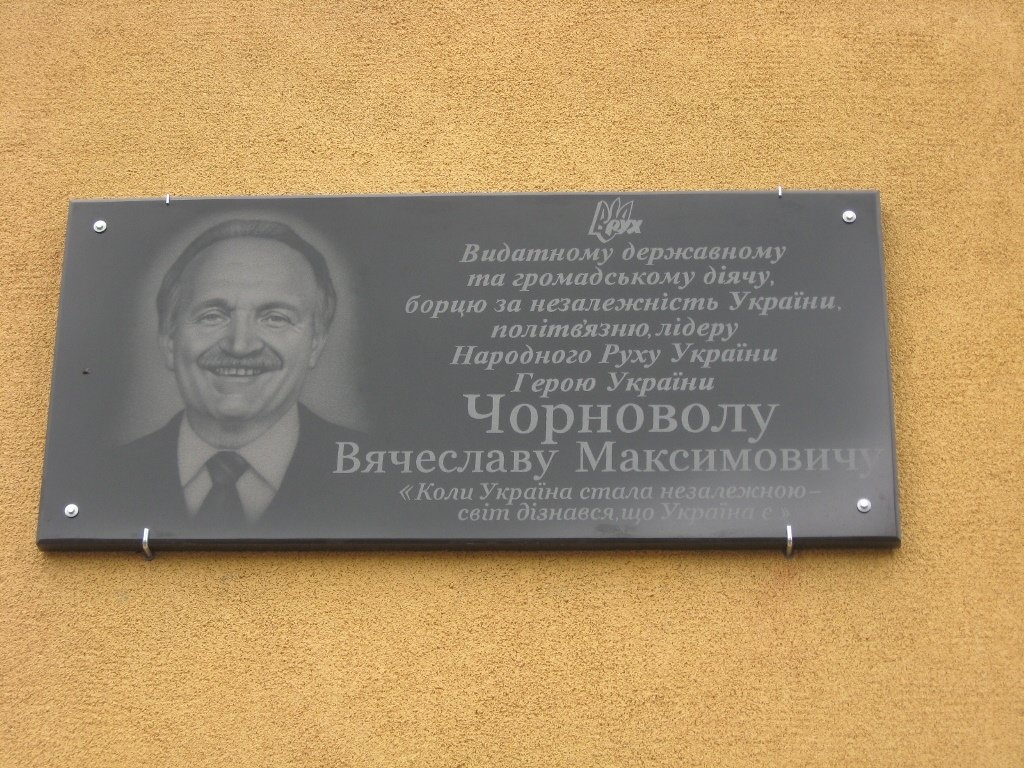 РУХ
Видатному державному
та громадському діячу,
борцю за незалежність України,
політв'язню, лідеру
Народного Руху України
Герою України
Чорноволу
Вячеславу Максимовичу
«Коли Україна стала незалежною –
світ дізнався, що Україна є»